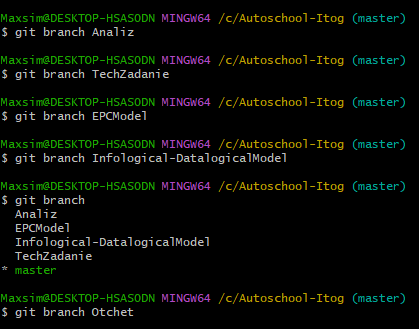 Maxsim@DESKTOP-HSASODN MINGW64 /c/Autoschool-Itog (master)
$ git branch Analiz
Maxsim@DESKTOP-HSASODN MINGW64 /c/Autoschool-Itog (master)
$ git branch TechZadanie
Maxsim@DESKTOP-HSASODN MINGW64 /c/Autoschool-Itog (master)
$ git branch EPCModel
Maxsim@DESKTOP-HSASODN MINGW64 /c/Autoschool-Itog (master)
$ git branch Infological-DatalogicalModel
Maxsim@DESKTOP-HSASODN MINGW64 /c/Autoschool-Itog (master)
$ git branch
  Analiz
  EPCModel
  Infological-DatalogicalModel
  TechZadanie
* master
Maxsim@DESKTOP-HSASODN MINGW64 /c/Autoschool-Itog (master)
$ git branch Otchet